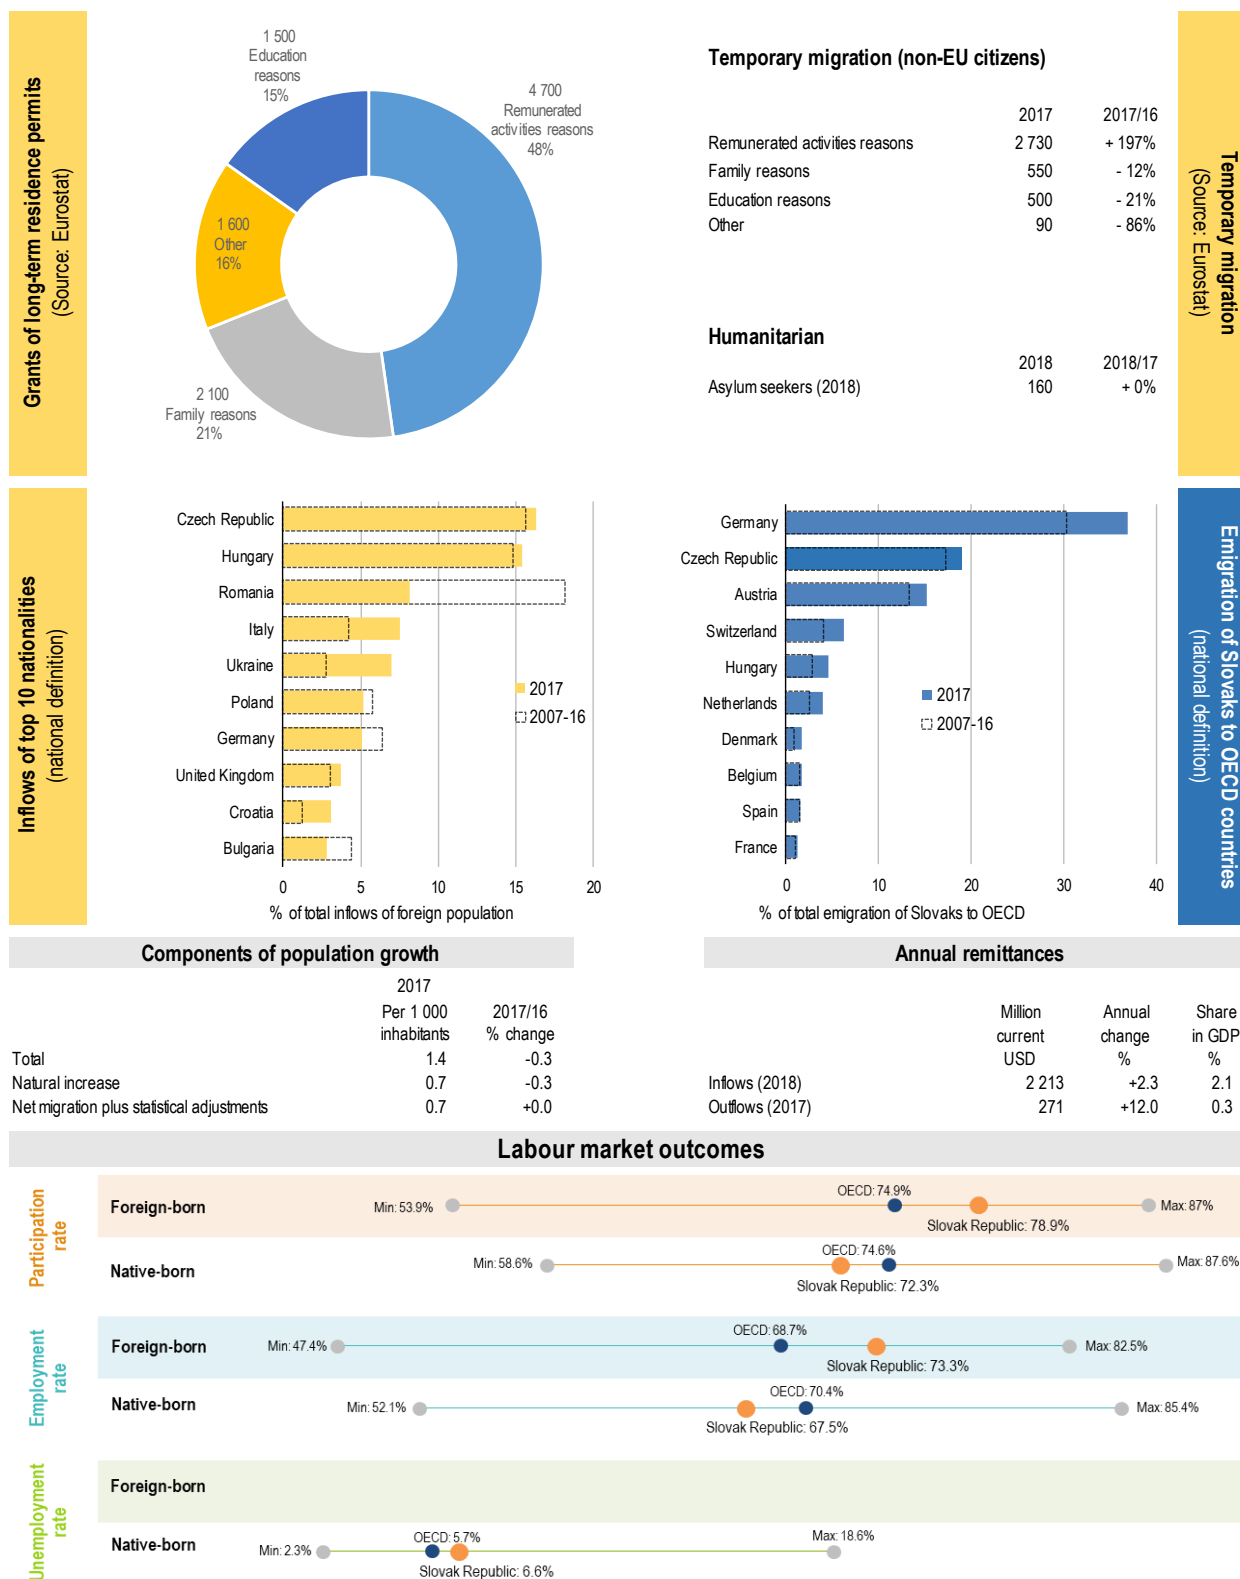 Grants of long-term residence permits
(Source: Eurostat)
1 500
Education
reasons
15%
4 700
Remunerated
activities reasons
48%
1 600
Other
16%
2 100
Family reasons
21%
Temporary migration (non-EU citizens)
2017 2017/16
Remunerated activities reasons 2 730 + 197%
Family reasons 550 - 12%
Education reasons 500 - 21%
Other 90 - 86%
Humanitarian
2018 2018/17
Asylum seekers (2018) 160 + 0%
Temporary migration
(Source: Eurostat)
Inflows of top 10 nationalities
(national definition)
Czech Republic
Hungary
Romania
Italy
Ukraine
Poland
Germany
United Kingdom
Croatia
Bulgaria
2017
2007-16
0 5 10 15 20
% of total inflows of foreign population
Germany
Czech Republic
Austria
Switzerland
Hungary
Netherlands
Denmark
Belgium
Spain
France
2017
2007-16
0 10 20 30 40
% of total emigration of Slovaks to OECD
Emigration of Slovaks to OECD countries
(national definition)
Components of population growth
2017
Per 1 000 2017/16
inhabitants % change
Total 1.4 -0.3
Natural increase 0.7 -0.3
Net migration plus statistical adjustments 0.7 +0.0
Annual remittances
Million Annual Share
current change in GDP
USD % %
Inflows (2018) 2 213 +2.3 2.1
Outflows (2017) 271 +12.0 0.3
Labour market outcomes
Participation
rate
Foreign-born
Min: 53.9%
OECD: 74.9%
Slovak Republic: 78.9%
Max: 87%
Native-born
Min: 58.6%
OECD: 74.6%
Slovak Republic: 72.3%
Max: 87.6%
Employment
rate
Foreign-born
Min: 47.4%
OECD: 68.7%
Slovak Republic: 73.3%
Max: 82.5%
Native-born
Min: 52.1%
OECD: 70.4%
Slovak Republic: 67.5%
Max: 85.4%
Unemployment
rate
Foreign-born
Native-born
Min: 2.3%
OECD: 5.7%
Slovak Republic: 6.6%
Max: 18.6%